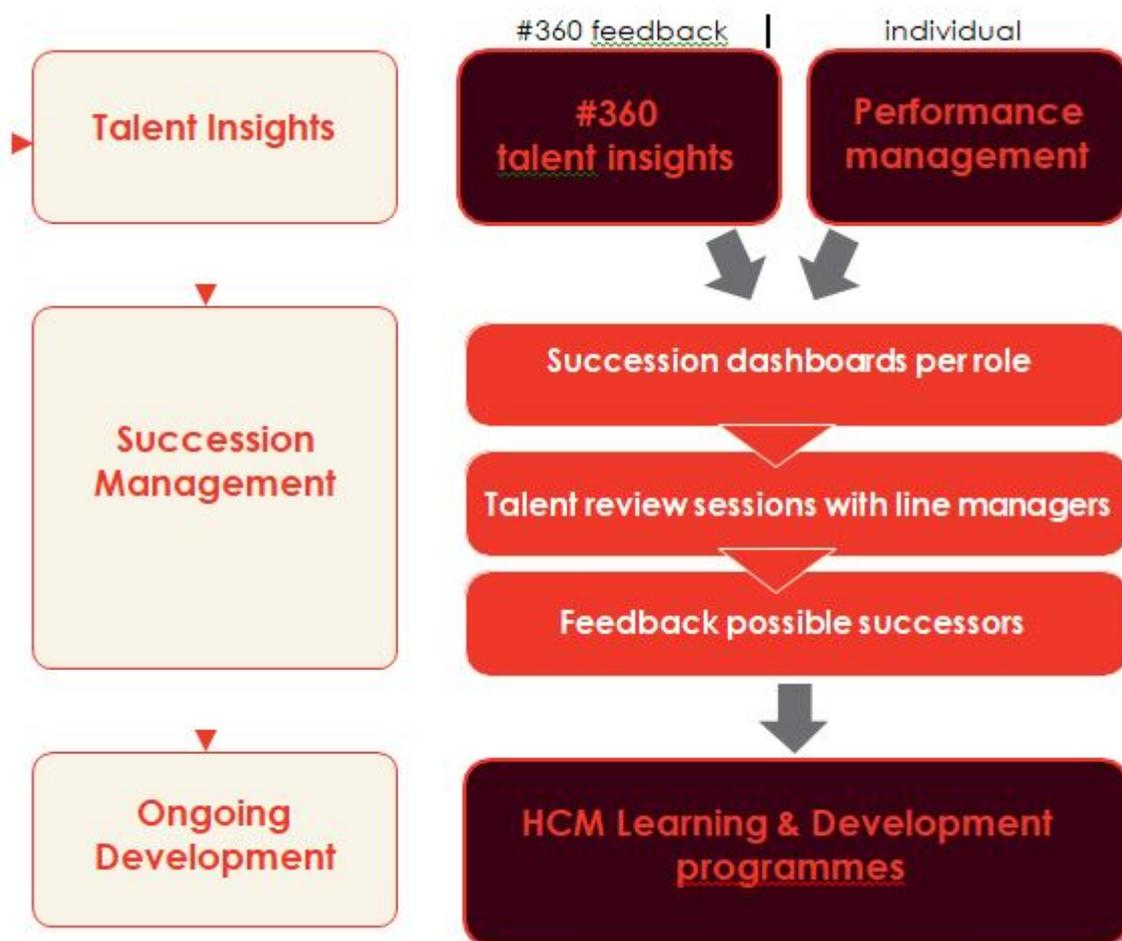 #360 feedback
individual
Talent Insights
#360
talent insights
Performance
management
Succession
Management
Succession dashboards per role
Talent review sessions with line managers
Feedback possible successors
Ongoing
Development
HCM Learning & Development
programmes